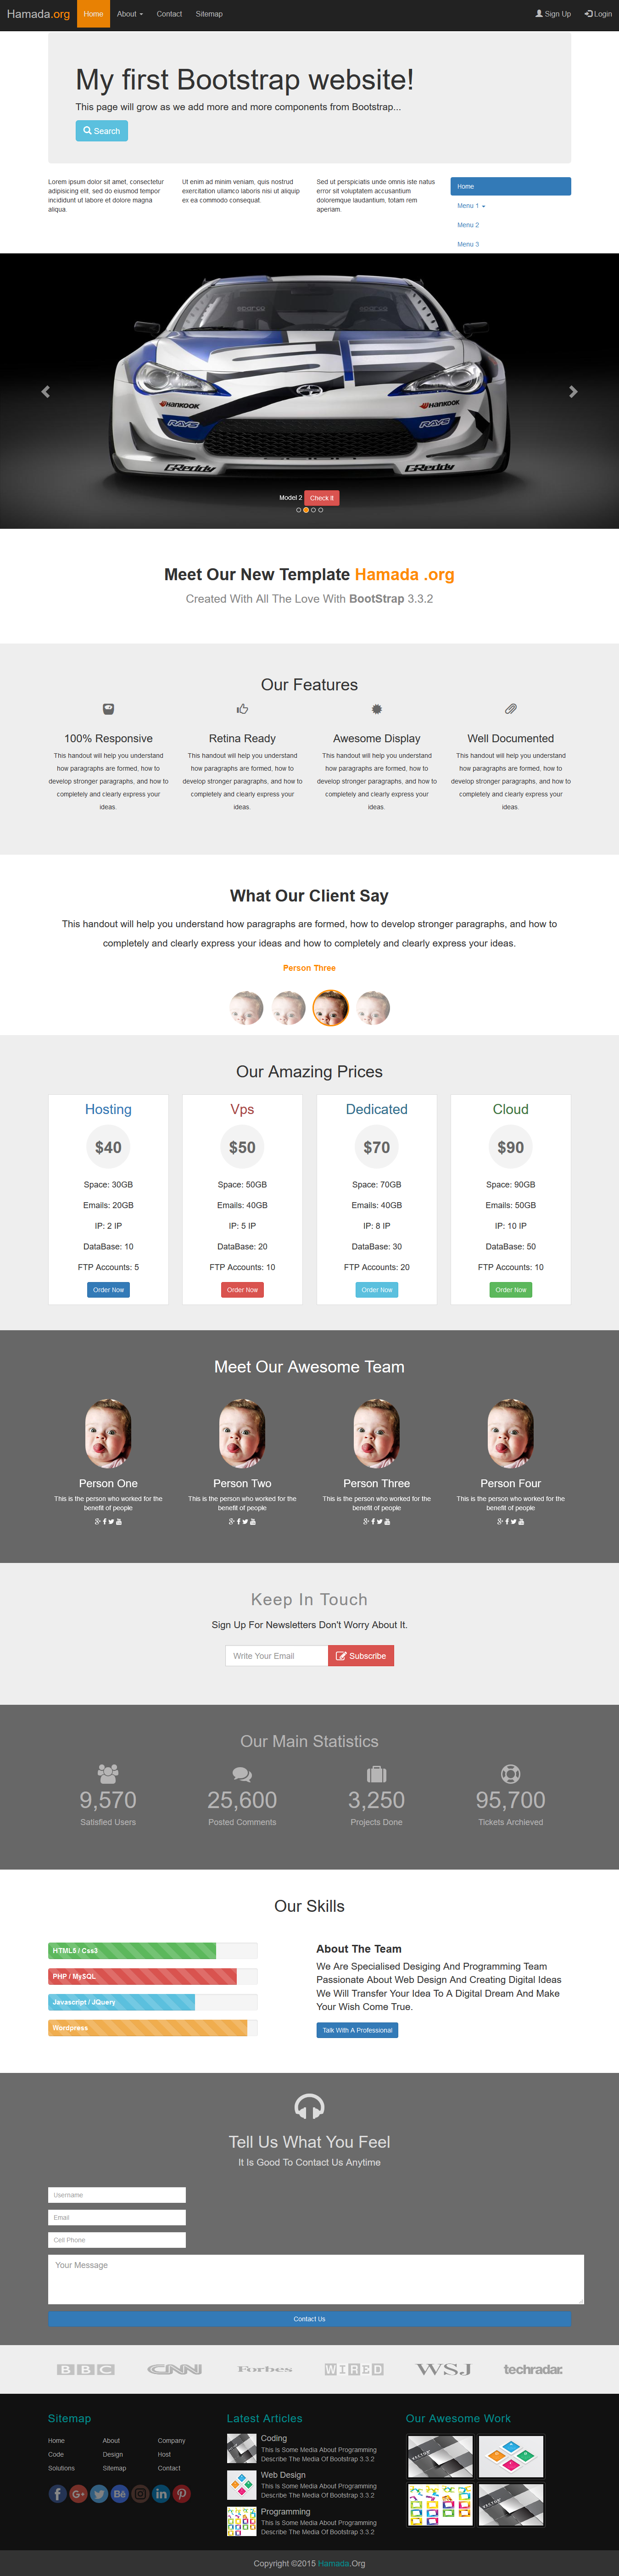 Hamada.org Home About Contact Sitemap Sign Up Login
My first Bootstrap website!
This page will grow as we add more and more components from Bootstrap...
Search
Lorem ipsum dolor sit amet, consectetur
adipisicing elit, sed do eiusmod tempor
incididunt ut labore et dolore magna
aliqua.
Ut enim ad minim veniam, quis nostrud
exercitation ullamco laboris nisi ut aliquip
ex ea commodo consequat.
Sed ut perspiciatis unde omnis iste natus
error sit voluptatem accusantium
doloremque laudantium, totam rem
aperiam.
Home
Menu 1
Menu 2
Menu 3
HANKOOK HANKOOK
RAYS RAYS
GReddy GReddy
Model 2 Check It
Meet Our New Template Hamada .org
Created With All The Love With BootStrap 3.3.2
Our Features
100% Responsive
This handout will help you understand
how paragraphs are formed, how to
develop stronger paragraphs, and how to
completely and clearly express your
ideas.
Retina Ready
This handout will help you understand
how paragraphs are formed, how to
develop stronger paragraphs, and how to
completely and clearly express your
ideas.
Awesome Display
This handout will help you understand
how paragraphs are formed, how to
develop stronger paragraphs, and how to
completely and clearly express your
ideas.
Well Documented
This handout will help you understand
how paragraphs are formed, how to
develop stronger paragraphs, and how to
completely and clearly express your
ideas.
What Our Client Say
This handout will help you understand how paragraphs are formed, how to develop stronger paragraphs, and how to
completely and clearly express your ideas and how to completely and clearly express your ideas.
Person Three
Our Amazing Prices
Hosting
$40
Space: 30GB
Emails: 20GB
IP: 2 IP
DataBase: 10
FTP Accounts: 5
Order Now
Vps
$50
Space: 50GB
Emails: 40GB
IP: 5 IP
DataBase: 20
FTP Accounts: 10
Order Now
Dedicated
$70
Space: 70GB
Emails: 40GB
IP: 8 IP
DataBase: 30
FTP Accounts: 20
Order Now
Cloud
$90
Space: 90GB
Emails: 50GB
IP: 10 IP
DataBase: 50
FTP Accounts: 10
Order Now
Meet Our Awesome Team
Person One
This is the person who worked for the
benefit of people
Person Two
This is the person who worked for the
benefit of people
Person Three
This is the person who worked for the
benefit of people
Person Four
This is the person who worked for the
benefit of people
Keep In Touch
Sign Up For Newsletters Don't Worry About It.
Write Your Email Subscribe
Our Main Statistics
9,570
Satisfied Users
25,600
Posted Comments
3,250
Projects Done
95,700
Tickets Archieved
Our Skills
HTML5 / Css3
PHP / MySQL
Javascript / JQuery
Wordpress
About The Team
We Are Specialised Desiging And Programming Team
Passionate About Web Design And Creating Digital Ideas
We Will Transfer Your Idea To A Digital Dream And Make
Your Wish Come True.
Talk With A Professional
Tell Us What You Feel
It Is Good To Contact Us Anytime
Username
Email
Cell Phone
Your Message
Contact Us
BBC CNN Forbes WIRED WSJ techradar.
Sitemap
Home About Company
Code Design Host
Solutions Sitemap Contact
Latest Articles
Coding
This Is Some Media About Programming
Describe The Media Of Bootstrap 3.3.2
Web Design
This Is Some Media About Programming
Describe The Media Of Bootstrap 3.3.2
Programming
This Is Some Media About Programming
Describe The Media Of Bootstrap 3.3.2
Our Awesome Work
VECTOR
VECTOR
Copyright ©2015 Hamada.Org